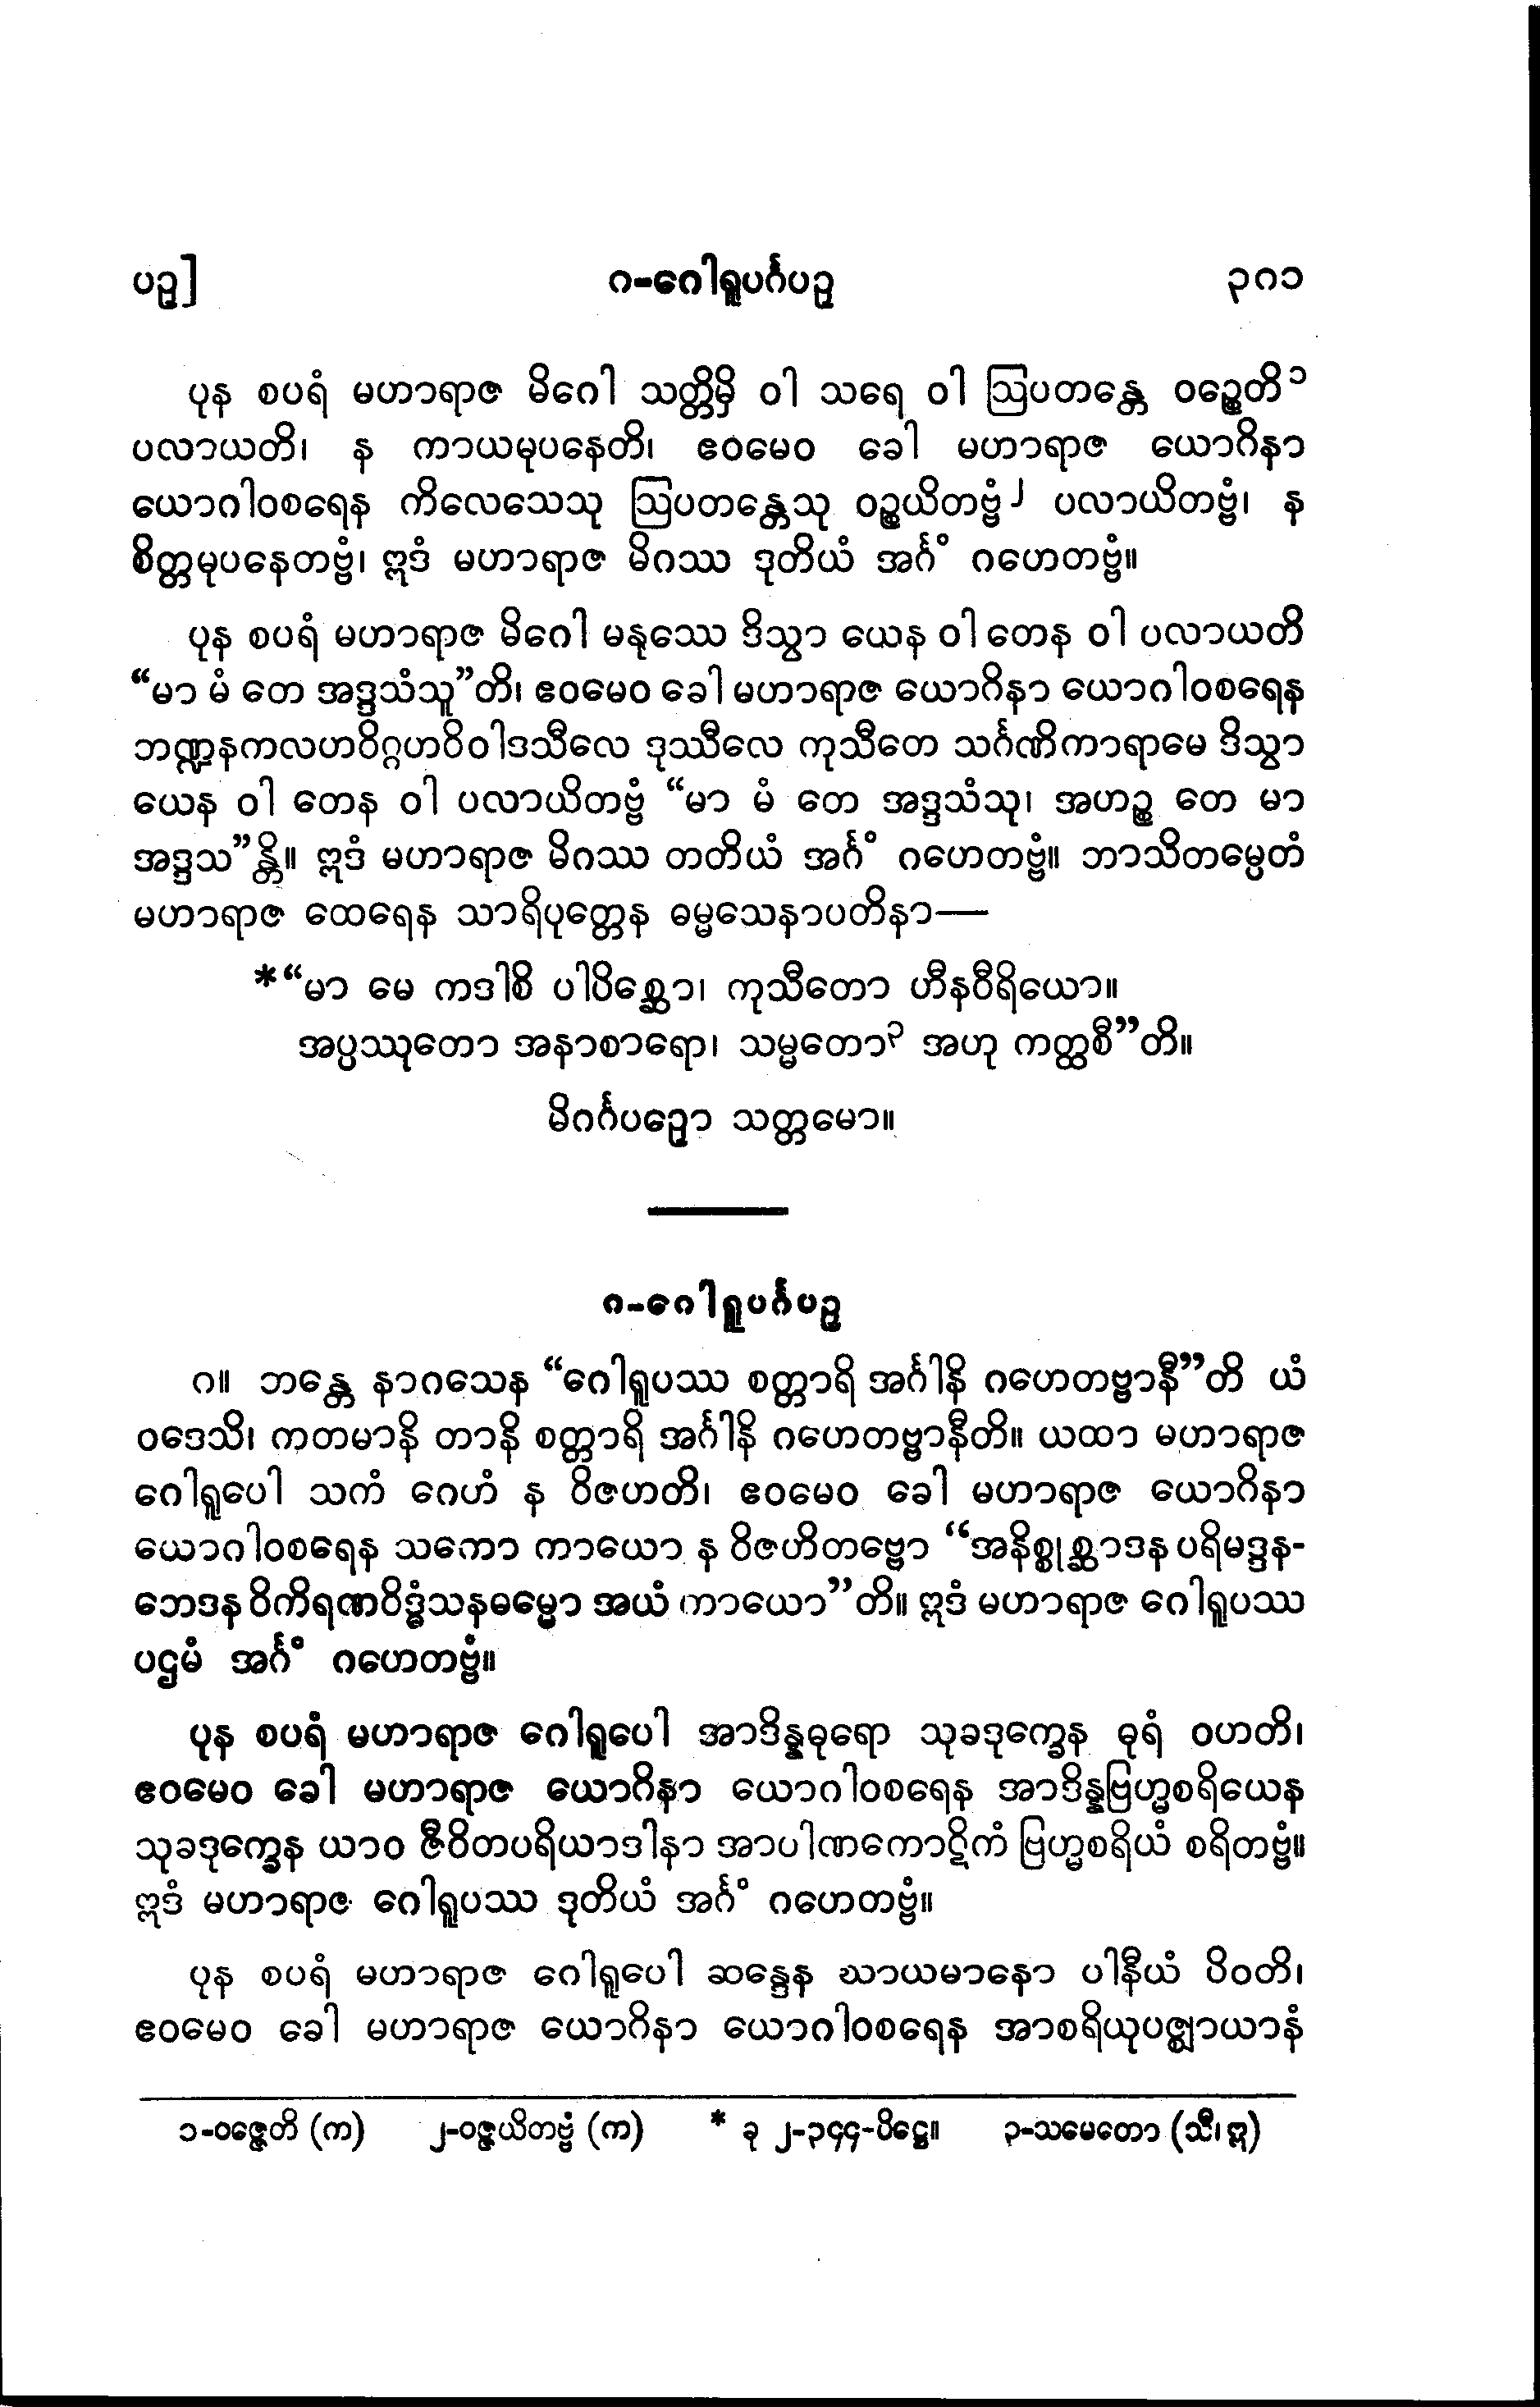 ပဥှ] ဂ-ဂေါရူပင်္ဂပဥှ ၃၈၁
ပုန စပရံ မဟာရာဇ မိဂေါ သတ္တိမှိ ဝါ သရေ ဝါ ဩပတန္တေ ဝဉ္စေတိ၁
ပလာယတိ၊ န ကာယမုပနေတိ၊ ဧဝမေဝ ခေါ မဟာရာဇ ယောဂိနာ
ယောဂါဝစရေန ကိလေသေသု ဩပတန္တေသု ဝဉ္စယိတဗ္ဗံ၂ ပလာယိတဗ္ဗံ၊ န
စိတ္တမုပနေတဗ္ဗံ၊ ဣဒံ မဟာရာဇ မိဂဿ ဒုတိယံ အင်္ဂံ ဂဟေတဗ္ဗံ။
ပုန စပရံ မဟာရာဇ မိဂေါ မနုဿေ ဒိသွာ ယေန ဝါ တေန ဝါ ပလာယတိ
“မာ မံ တေ အဒ္ဒသံသူ”တိ၊ ဧဝမေဝ ခေါ မဟာရာဇ ယောဂိနာ ယောဂါဝစရေန
ဘဏ္ဍနကလဟဝိဂ္ဂဟဝိဝါဒသီလေ ဒုဿီလေ ကုသီတေ သင်္ဂဏိကာရာမေ ဒိသွာ
ယေန ဝါ တေန ဝါ ပလာယိတဗ္ဗံ “မာ မံ တေ အဒ္ဒသံသု၊ အဟဉ္စ တေ မာ
အဒ္ဒသ”န္တိ။ ဣဒံ မဟာရာဇ မိဂဿ တတိယံ အင်္ဂံ ဂဟေတဗ္ဗံ။ ဘာသိတမ္ပေတံ
မဟာရာဇ ထေရေန သာရိပုတ္တေန ဓမ္မသေနာပတိနာ—
*“မာ မေ ကဒါစိ ပါပိစ္ဆော၊ ကုသီတော ဟီနဝီရိယော။
အပ္ပဿုတော အနာစာရော၊ သမ္မတော၃ အဟု ကတ္ထစီ”တိ။
မိဂင်္ဂပဉှော သတ္တမော။
ဂ-ဂေါရူပင်္ဂပဥှ
ဂ။ ဘန္တေ နာဂသေန “ဂေါရူပဿ စတ္တာရိ အင်္ဂါနိ ဂဟေတဗ္ဗာနီ”တိ ယံ
ဝဒေသိ၊ ကတမာနိ တာနိ စတ္တာရိ အင်္ဂါနိ ဂဟေတဗ္ဗာနီတိ။ ယထာ မဟာရာဇ
ဂေါရူပေါ သကံ ဂေဟံ န ဝိဇဟတိ၊ ဧဝမေဝ ခေါ မဟာရာဇ ယောဂိနာ
ယောဂါဝစရေန သကော ကာယော န ဝိဇဟိတဗ္ဗော “အနိစ္စုစ္ဆာဒန ပရိမဒ္ဒန-
ဘေဒန ဝိကိရဏဝိဒ္ဓံသနဓမ္မော အယံ ကာယော”တိ။ ဣဒံ မဟာရာဇ ဂေါရူပဿ
ပဌမံ အင်္ဂံ ဂဟေတဗ္ဗံ။
ပုန စပရံ မဟာရာဇ ဂေါရူပေါ အာဒိန္နဓုရော သုခဒုက္ခေန ဓုရံ ဝဟတိ၊
ဧဝမေဝ ခေါ မဟာရာဇ ယောဂိနာ ယောဂါဝစရေန အာဒိန္နဗြဟ္မစရိယေန
သုခဒုက္ခေန ယာဝ ဇီဝိတပရိယာဒါနာ အာပါဏကောဋိကံ ဗြဟ္မစရိယံ စရိတဗ္ဗံ။
ဣဒံ မဟာရာဇ ဂေါရူပဿ ဒုတိယံ အင်္ဂံ ဂဟေတဗ္ဗံ။
ပုန စပရံ မဟာရာဇ ဂေါရူပေါ ဆန္ဒေန ဃာယမာနော ပါနီယံ ပိဝတိ၊
ဧဝမေဝ ခေါ မဟာရာဇ ယောဂိနာ ယောဂါဝစရေန အာစရိယုပဇ္ဈာယာနံ
၁-ဝဇ္ဇေတိ (က) ၂-ဝဇ္ဇယိတဗ္ဗံ (က) * ခု ၂-၃၄၄-ပိဋ္ဌေ။ ၃-သမေတော (သီ၊ ဣ)